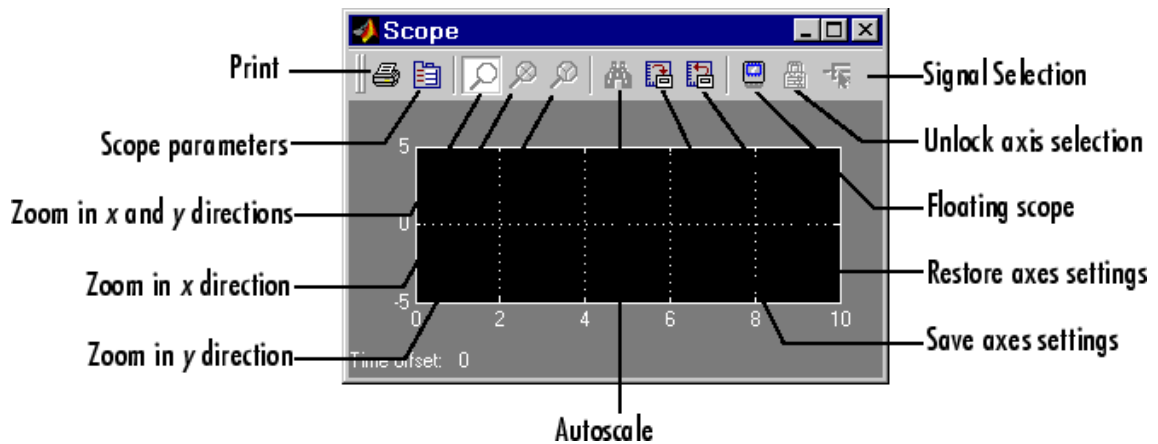 Scope
Print
Signal Selection
Scope parameters
Unlock axis selection
Zoom in x and y directions
Floating scope
Zoom in x direction
Restore axes settings
Zoom in y direction
Save axes settings
Autoscale
5
0
-5
0 2 4 6 8 10
Time offset: 0